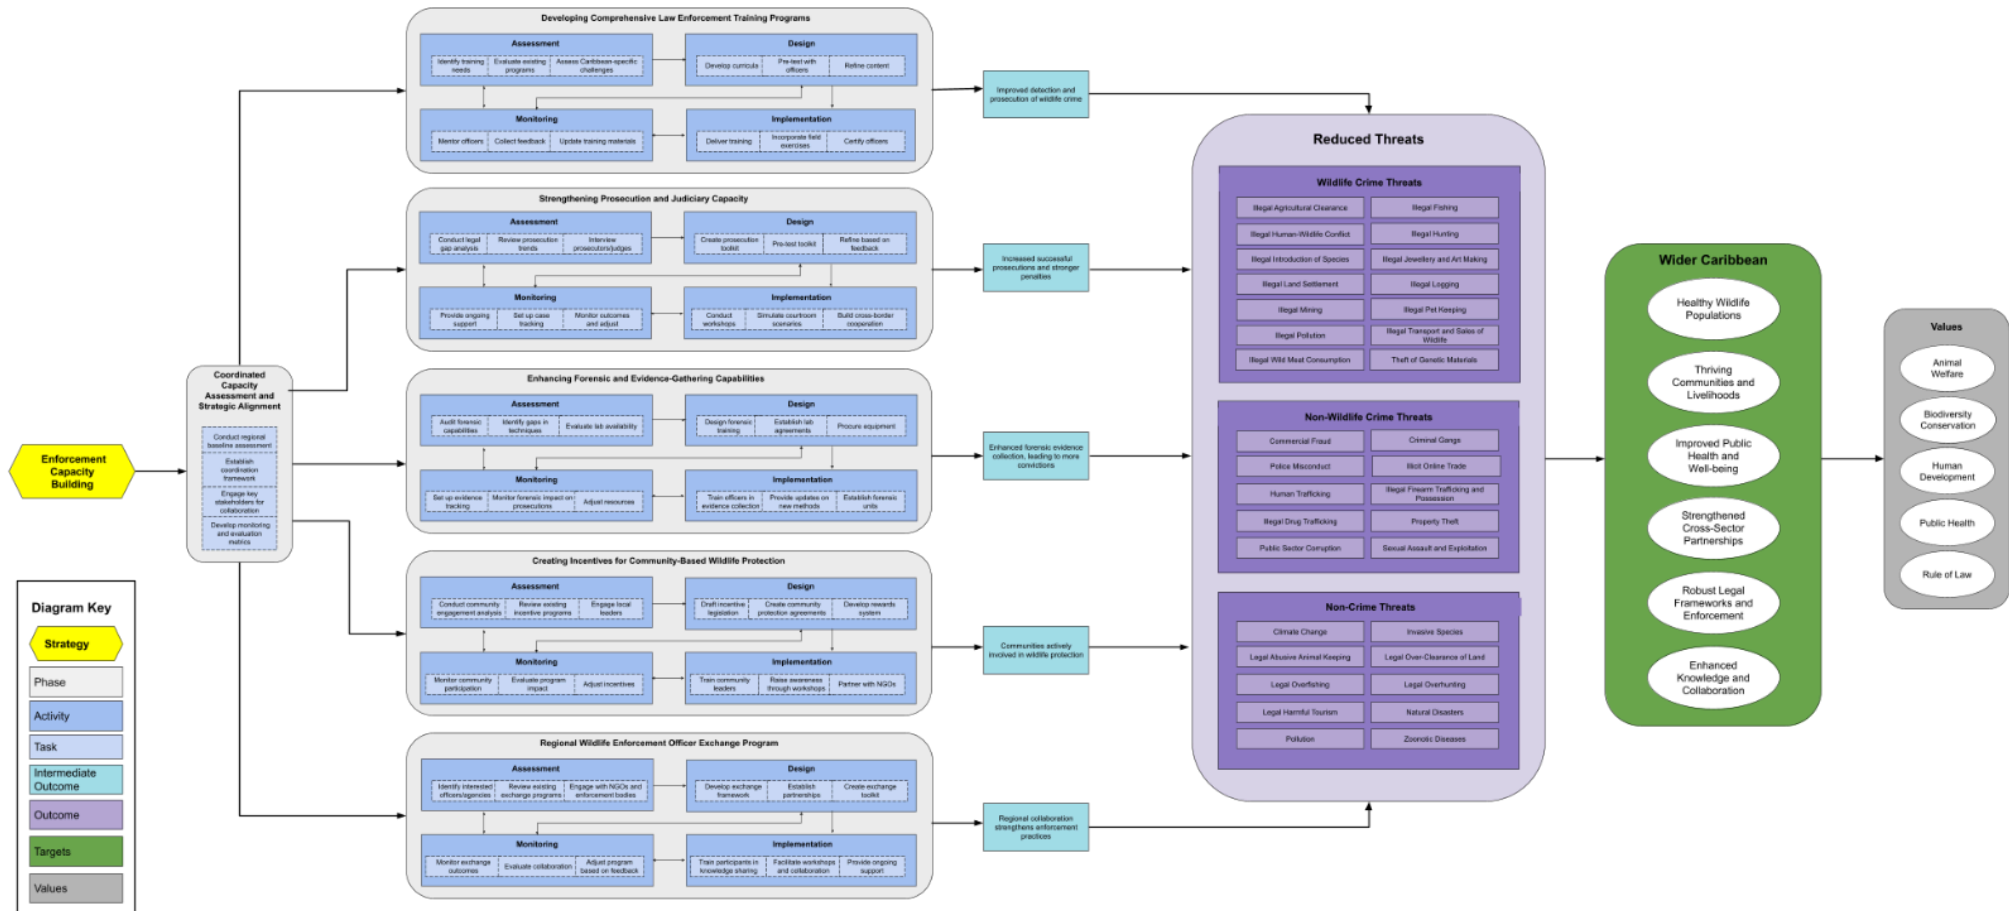 Developing Comprehensive Law Enforcement Training Programs
Assessment
Identify training
needs
Evaluate existing
programs
Assess Caribbean-specific
challenges
Design
Develop curricula
Pre-test with
officers
Refine content
Monitoring
Mentor officers
Collect feedback
Update training materials
Implementation
Deliver training
Incorporate field
exercises
Certify officers
Improved detection and
prosecution of wildlife crime
Strengthening Prosecution and Judiciary Capacity
Assessment
Conduct legal
gap analysis
Review prosecution
trends
Interview
prosecutors/judges
Design
Create prosecution
toolkit
Pre-test toolkit
Refine based on
feedback
Monitoring
Provide ongoing
support
Set up case
tracking
Monitor outcomes
and adjust
Implementation
Conduct
workshops
Simulate courtroom
scenarios
Build cross-border
cooperation
Increased successful
prosecutions and stronger
penalties
Enforcement
Capacity
Building
Coordinated
Capacity
Assessment and
Strategic Alignment
Conduct regional
baseline assessment
Establish
coordination
framework
Engage key
stakeholders for
collaboration
Develop monitoring
and evaluation
metrics
Enhancing Forensic and Evidence-Gathering Capabilities
Assessment
Audit forensic
capabilities
Identify gaps in
techniques
Evaluate lab availability
Design
Design forensic
training
Establish lab
agreements
Procure equipment
Monitoring
Set up evidence
tracking
Monitor forensic impact on
prosecutions
Adjust resources
Implementation
Train officers in
evidence collection
Provide updates on
new methods
Establish forensic
units
Enhanced forensic evidence
collection, leading to more
convictions
Creating Incentives for Community-Based Wildlife Protection
Assessment
Conduct community
engagement analysis
Review existing
incentive programs
Engage local
leaders
Design
Draft incentive
legislation
Create community
protection agreements
Develop rewards
system
Monitoring
Monitor community
participation
Evaluate program
impact
Adjust incentives
Implementation
Train community
leaders
Raise awareness
through workshops
Partner with NGOs
Communities actively
involved in wildlife protection
Regional Wildlife Enforcement Officer Exchange Program
Assessment
Identify interested
officers/agencies
Review existing
exchange programs
Engage with NGOs and
enforcement bodies
Design
Develop exchange
framework
Establish
partnerships
Create exchange
toolkit
Monitoring
Monitor exchange
outcomes
Evaluate collaboration
Adjust program
based on feedback
Implementation
Train participants in
knowledge sharing
Facilitate workshops
and collaboration
Provide ongoing
support
Regional collaboration
strengthens enforcement
practices
Reduced Threats
Wildlife Crime Threats
Illegal Agricultural Clearance
Illegal Fishing
Illegal Human-Wildlife Conflict
Illegal Hunting
Illegal Introduction of Species
Illegal Jewellery and Art Making
Illegal Land Settlement
Illegal Logging
Illegal Mining
Illegal Pet Keeping
Illegal Pollution
Illegal Transport and Sales of
Wildlife
Illegal Wild Meat Consumption
Theft of Genetic Materials
Non-Wildlife Crime Threats
Commercial Fraud
Criminal Gangs
Police Misconduct
Illicit Online Trade
Human Trafficking
Illegal Firearm Trafficking and
Possession
Illegal Drug Trafficking
Property Theft
Public Sector Corruption
Sexual Assault and Exploitation
Non-Crime Threats
Climate Change
Invasive Species
Legal Abusive Animal Keeping
Legal Over-Clearance of Land
Legal Overfishing
Legal Overhunting
Legal Harmful Tourism
Natural Disasters
Pollution
Zoonotic Diseases
Wider Caribbean
Healthy Wildlife
Populations
Thriving
Communities and
Livelihoods
Improved Public
Health and
Well-being
Strengthened
Cross-Sector
Partnerships
Robust Legal
Frameworks and
Enforcement
Enhanced
Knowledge and
Collaboration
Values
Animal
Welfare
Biodiversity
Conservation
Human
Development
Public Health
Rule of Law
Diagram Key
Strategy
Phase
Activity
Task
Intermediate
Outcome
Outcome
Targets
Values